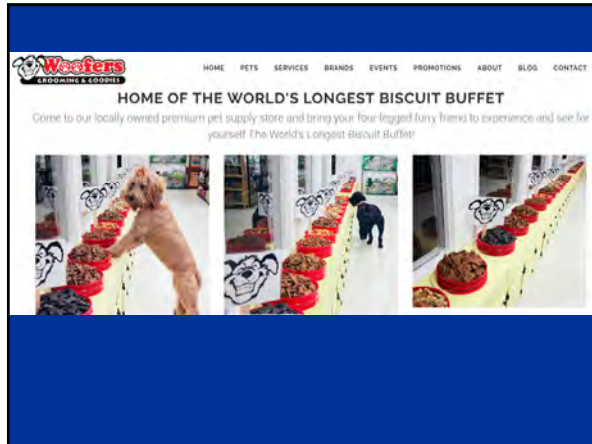 Woofers
GROOMING & GOODIES
HOME PETS SERVICES BRANDS EVENTS PROMOTIONS ABOUT BLOG CONTACT
HOME OF THE WORLD'S LONGEST BISCUIT BUFFET
Come to our locally owned premium pet supply store and bring your four legged furry friend to experience and see for
yourself The World's Longest Biscuit Buffet!